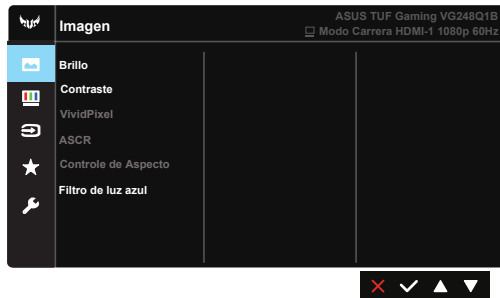 Imagen
ASUS TUF Gaming VG248Q1B
Modo Carrera HDMI-1 1080p 60Hz
Brillo
Contraste
VividPixel
ASCR
Controle de Aspecto
Filtro de luz azul